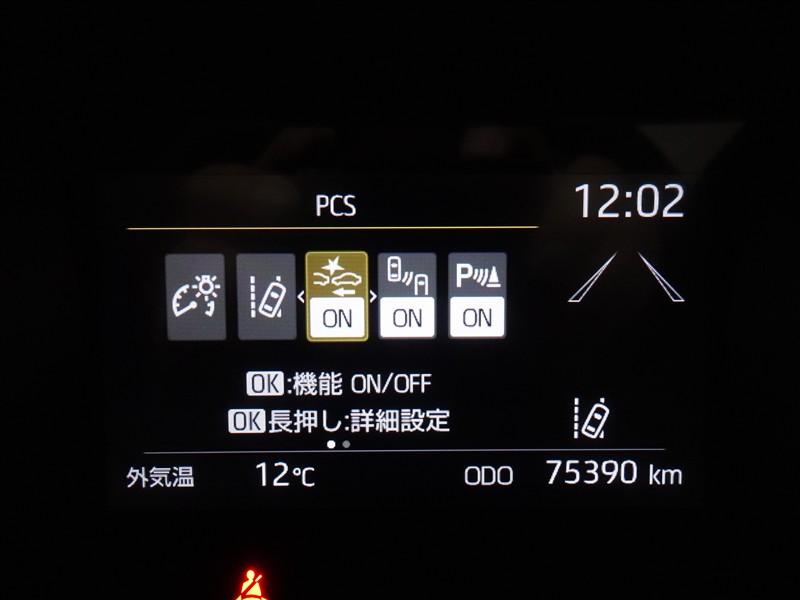 PCS
12:02
ON
ON
P ON
OK:機能 ON/OFF
OK長押し:詳細設定
外気温 12℃ ODO 75390 km